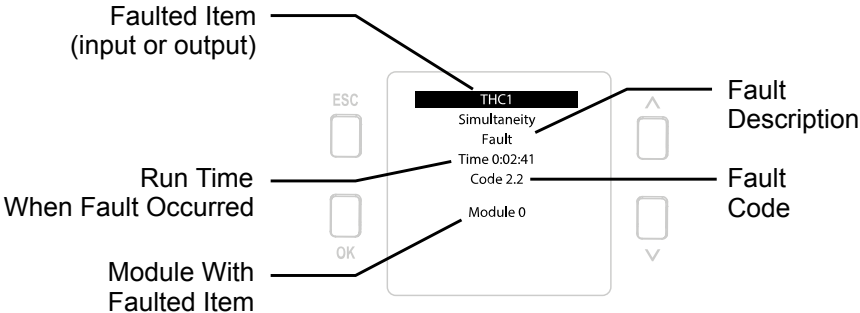 Faulted Item
(input or output)
ESC
THC1
Simultaneity
Fault
Time 0:02:41
Code 2.2
Module 0
Fault
Description
Run Time
When Fault Occurred
Fault
Code
OK
Module With
Faulted Item